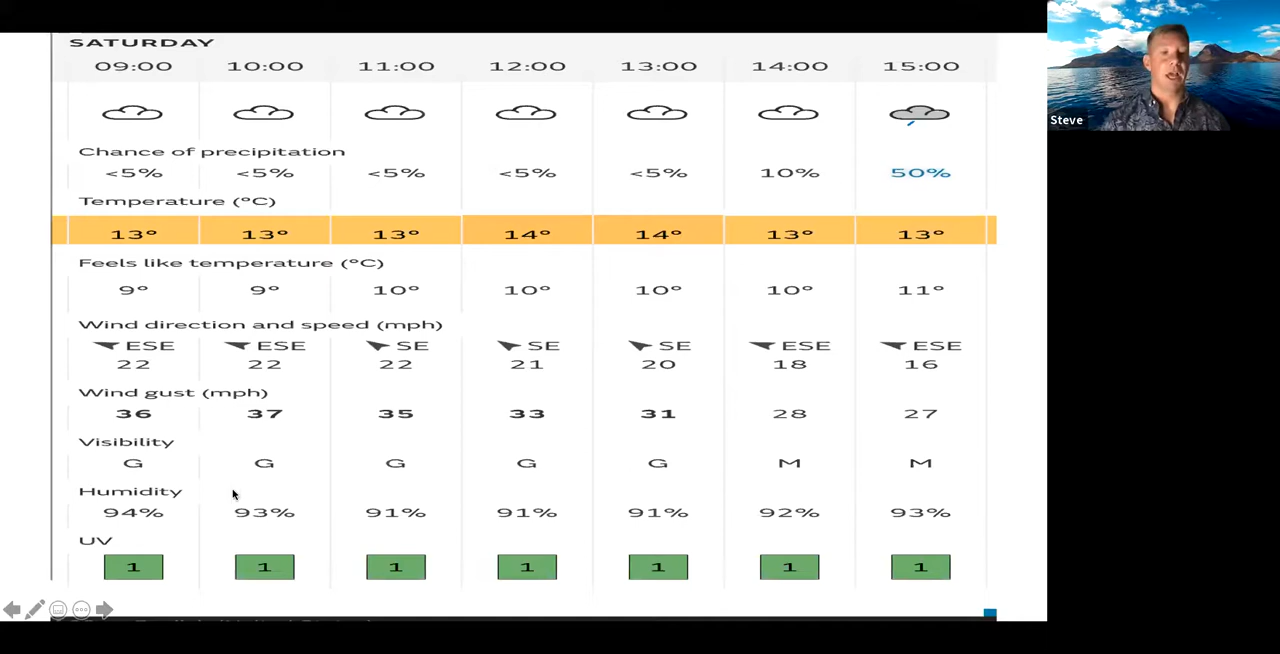 SATURDAY
09:00 10:00 11:00 12:00 13:00 14:00 15:00
Steve
Chance of precipitation
<5% <5% <5% <5% <5% 10% 50%
Temperature (°C)
13° 13° 13° 14° 14° 13° 13°
Feels like temperature (°C)
9° 9° 10° 10° 10° 10° 11°
Wind direction and speed (mph)
ESE ESE SE SE SE ESE ESE
22 22 22 21 20 18 16
Wind gust (mph)
36 37 35 33 31 28 27
Visibility
G G G G G M M
Humidity
94% 93% 91% 91% 91% 92% 93%
UV
1 1 1 1 1 1 1